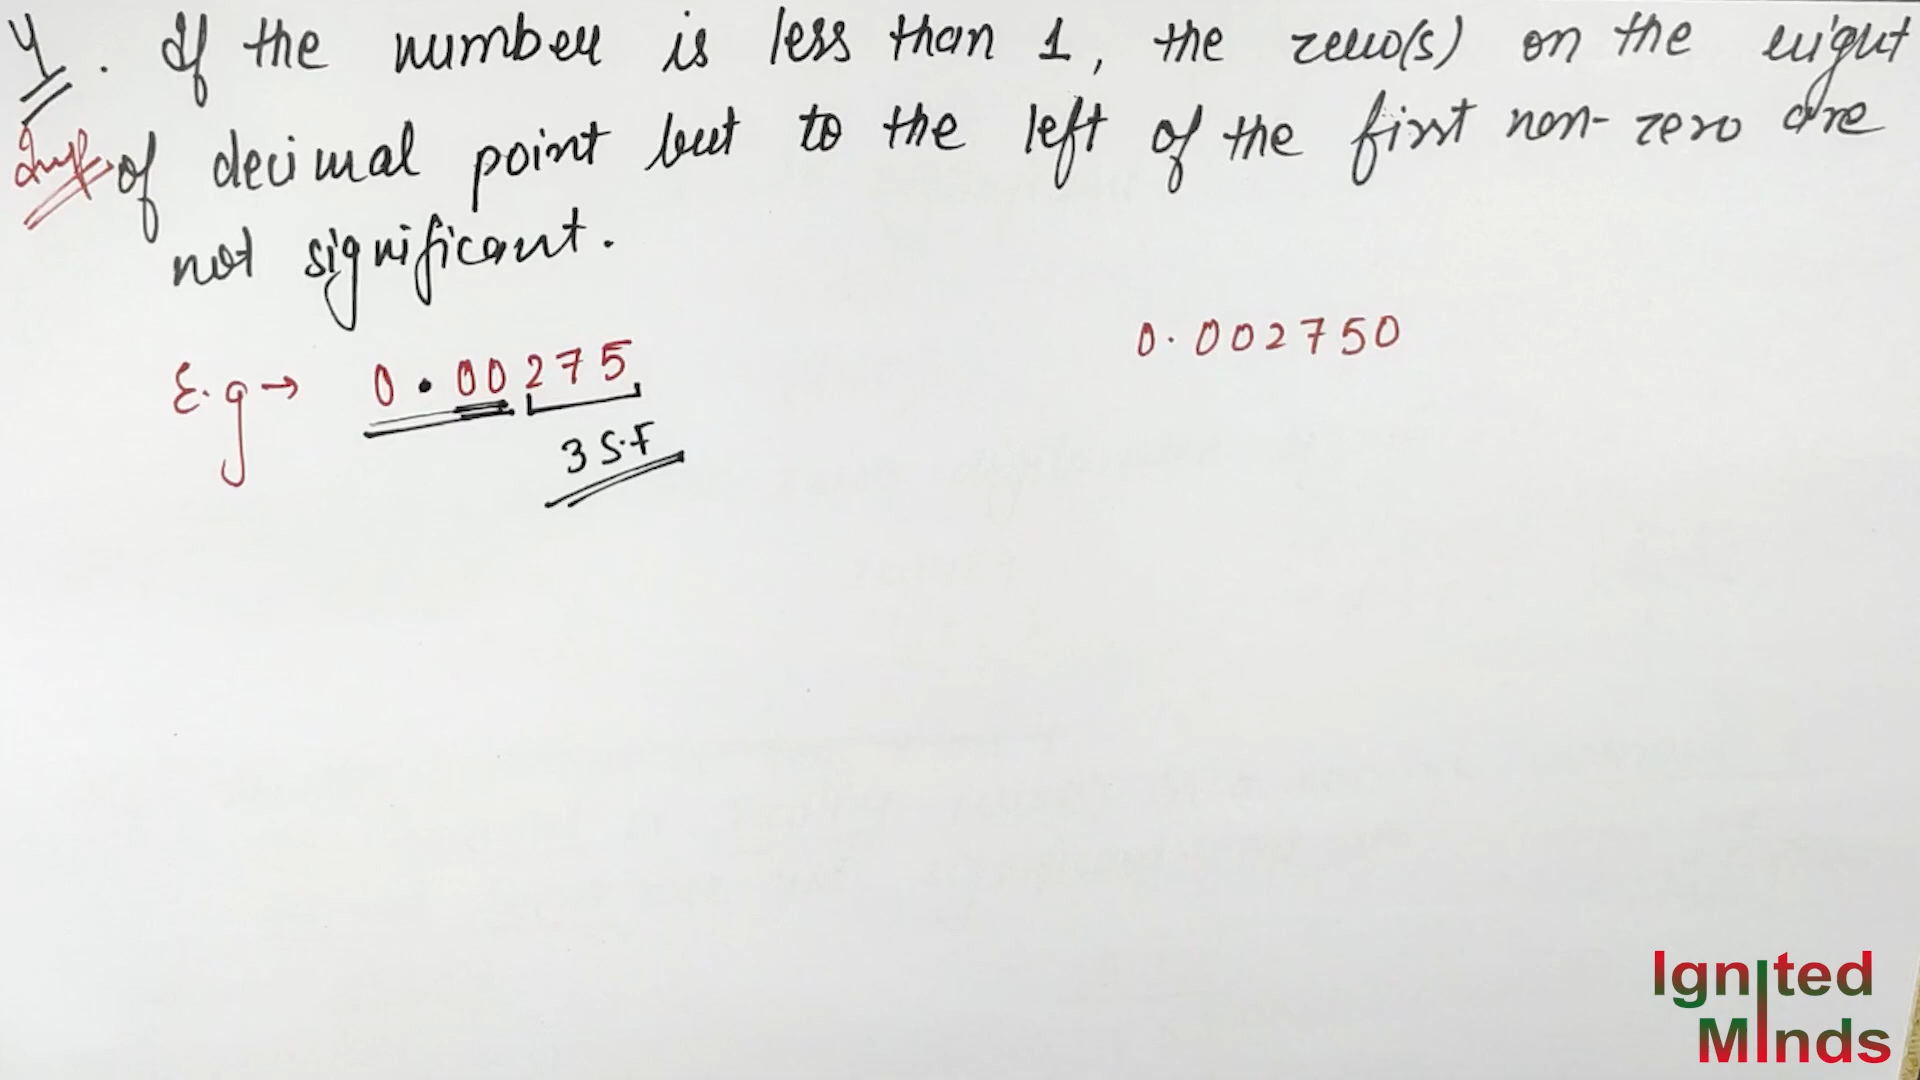 4. If the number is less than 1, the zero(s) on the right
Imp of decimal point but to the left of the first non-zero are
not significant.
E.g → 0.00275
3 S.F
0.002750
Ignited
Minds